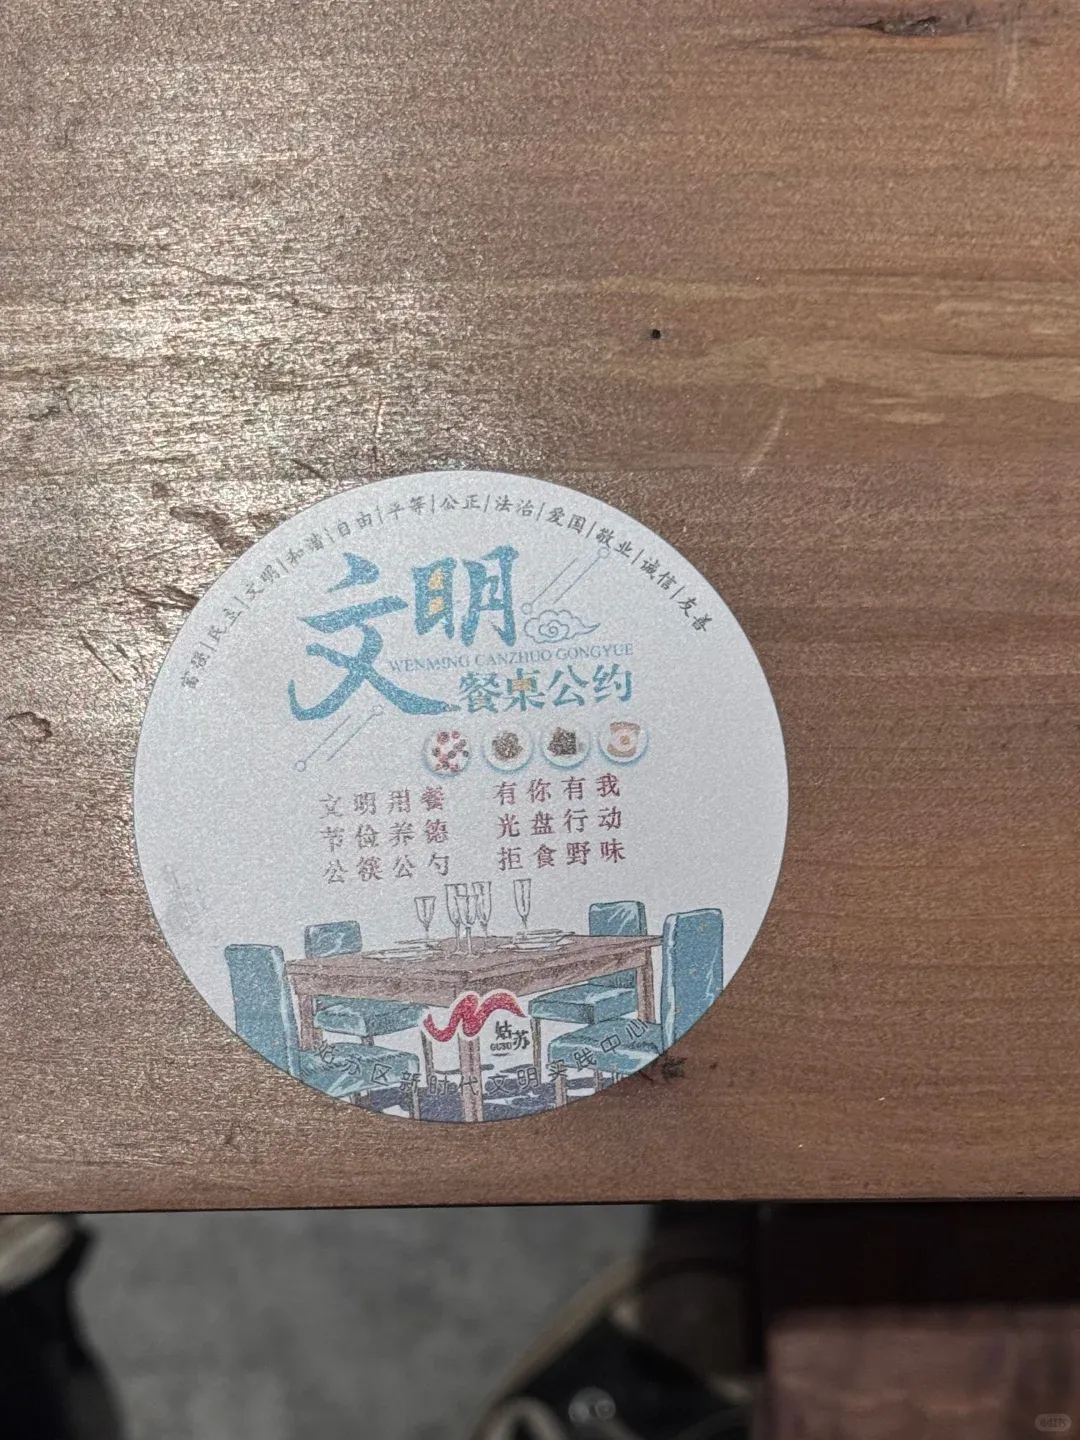 富强|民主|文明|和谐|自由|平等|公正|法治|爱国|敬业|诚信|友善
文明
WENMING CANZHUO GONGYUE
餐桌公约
文明用餐 有你有我
节俭养德 光盘行动
公筷公勺 拒食野味
姑苏
GUSU
姑苏区新时代文明实践中心